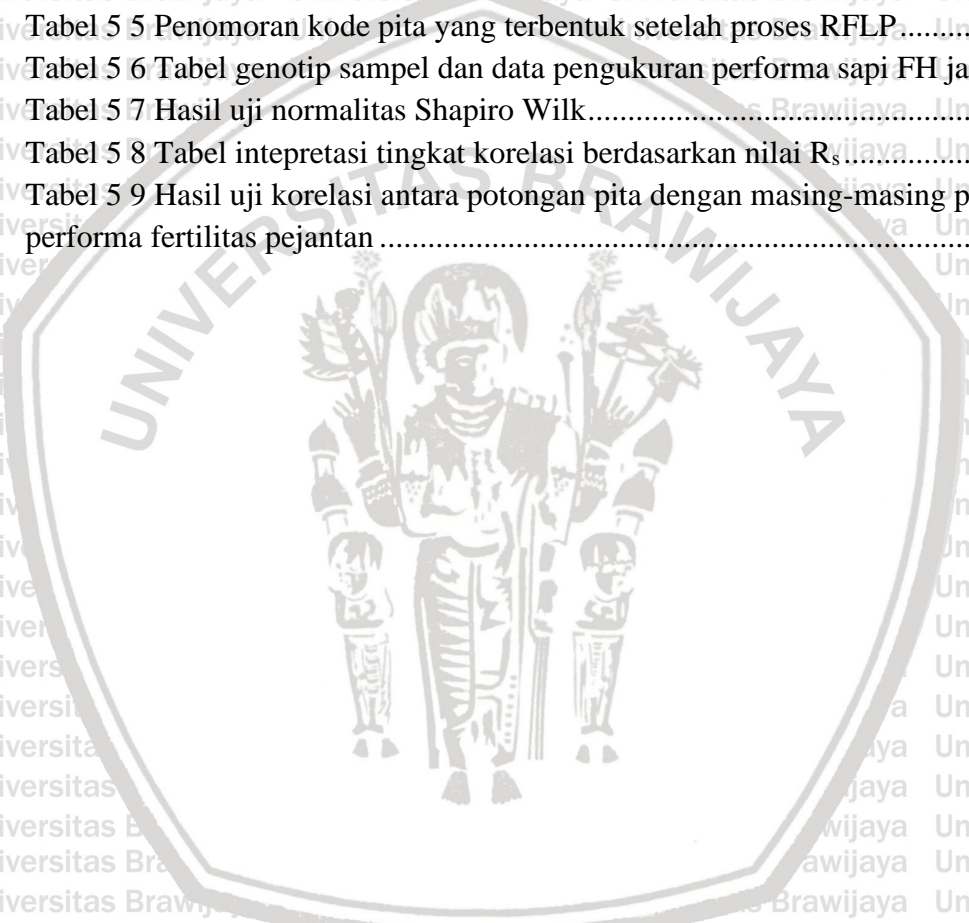 Tabel 5 5 Penomoran kode pita yang terbentuk setelah proses RFLP.........
Tabel 5 6 Tabel genotip sampel dan data pengukuran performa sapi FH ja
Tabel 5 7 Hasil uji normalitas Shapiro Wilk.............................................
Tabel 5 8 Tabel intepretasi tingkat korelasi berdasarkan nilai Rs................
Tabel 5 9 Hasil uji korelasi antara potongan pita dengan masing-masing p
performa fertilitas pejantan ........................................................................
UNIVERSITAS BRAWIJAYA